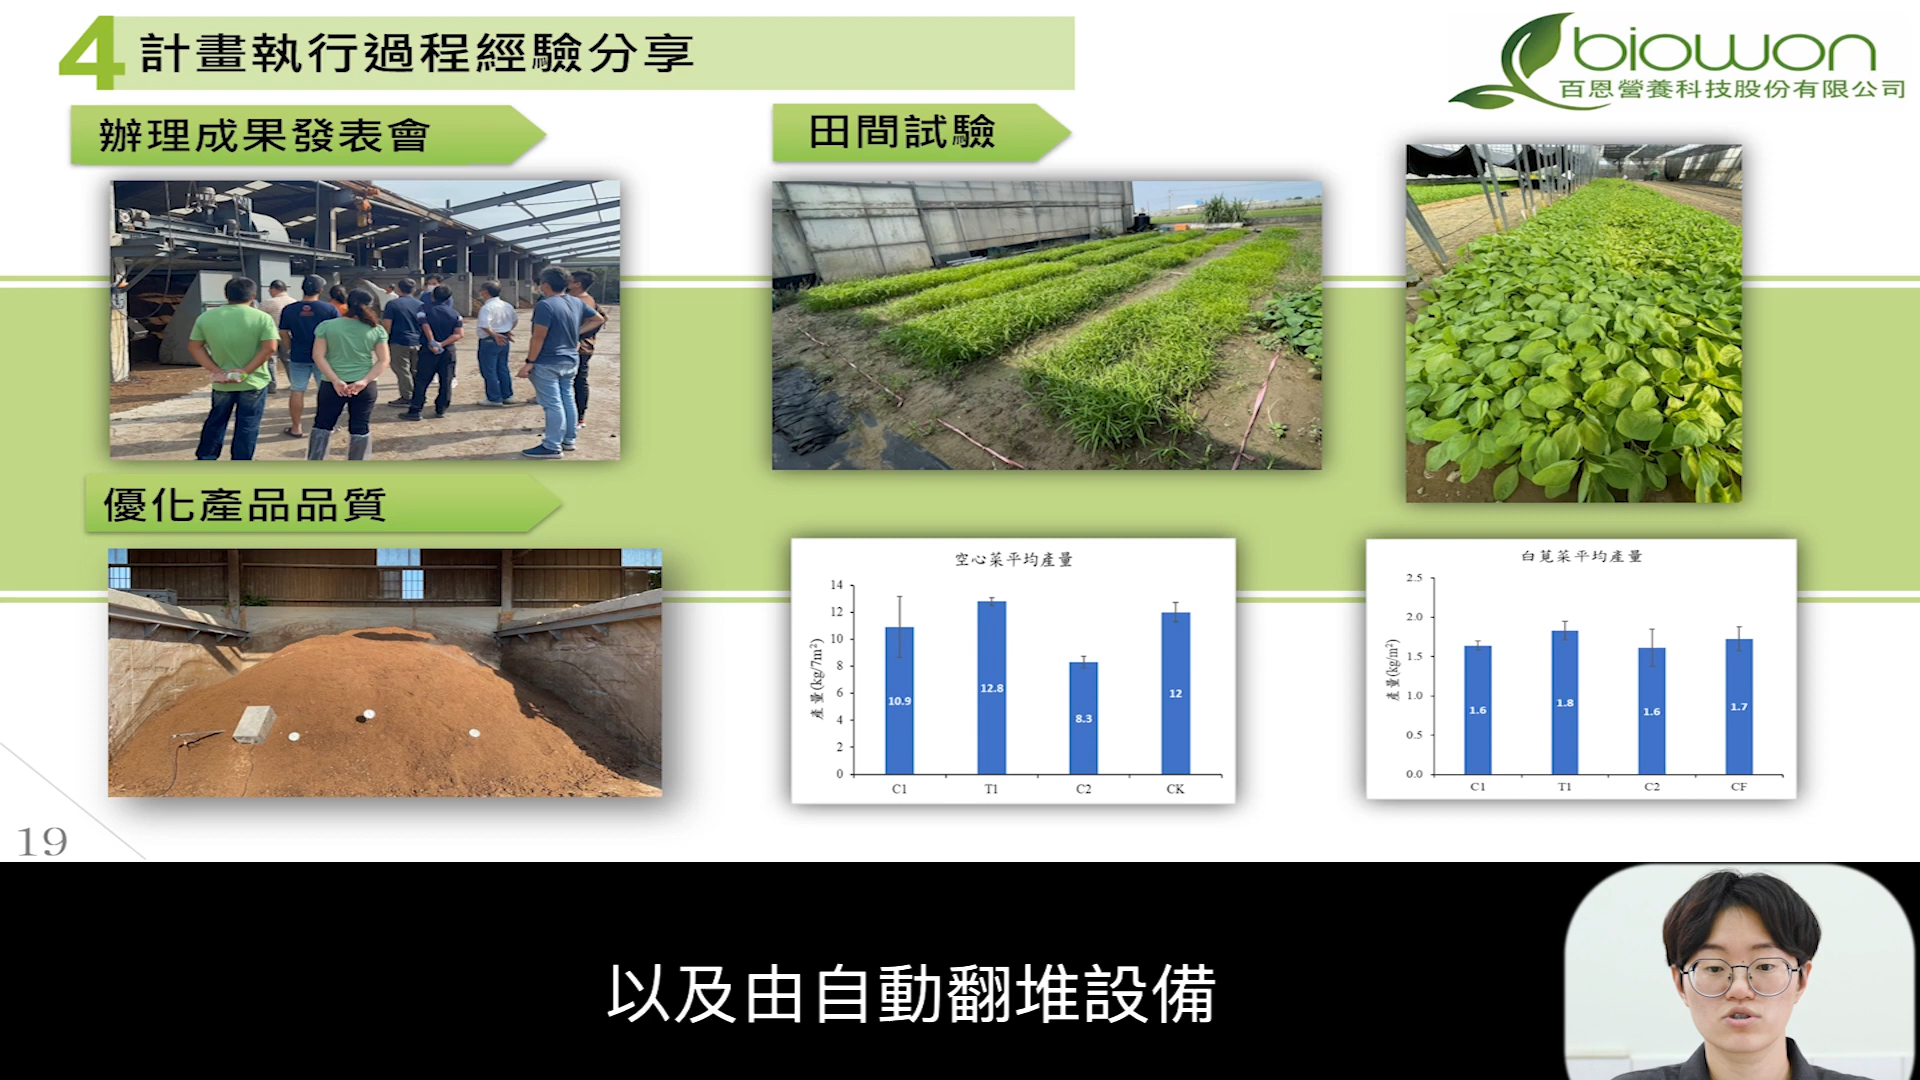 4 計畫執行過程經驗分享
biowon
百恩營養科技股份有限公司
辦理成果發表會
田間試驗
優化產品品質
空心菜平均產量
產量(kg/7m²)
14
12
10
8
6
4
2
0
10.9
12.8
8.3
12
C1
T1
C2
CK
白莧菜平均產量
產量(kg/m²)
2.5
2.0
1.5
1.0
0.5
0.0
1.6
1.8
1.6
1.7
C1
T1
C2
CF
19
以及由自動翻堆設備